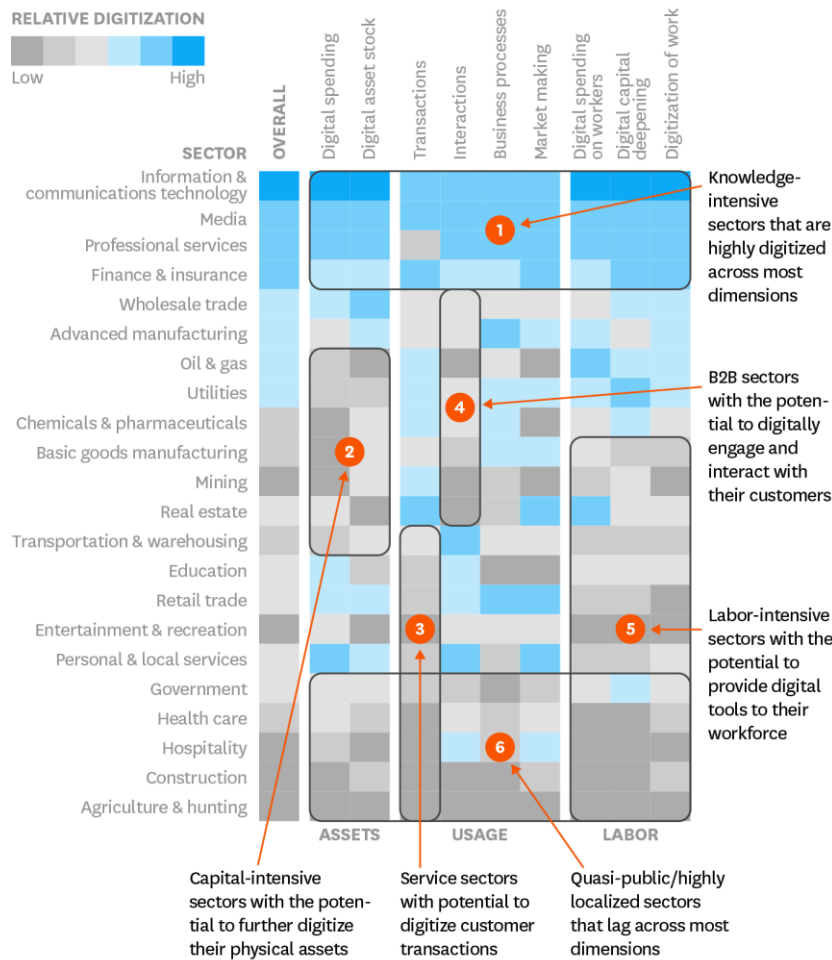 RELATIVE DIGITIZATION
Low
High
SECTOR
OVERALL
Digital spending
Digital asset stock
Transactions
Interactions
Business processes
Market making
Digital spending
on workers
Digital capital
deepening
Digitization of work
Information &
communications technology
Media
Professional services
Finance & insurance
Wholesale trade
Advanced manufacturing
Oil & gas
Utilities
Chemicals & pharmaceuticals
Basic goods manufacturing
Mining
Real estate
Transportation & warehousing
Education
Retail trade
Entertainment & recreation
Personal & local services
Government
Health care
Hospitality
Construction
Agriculture & hunting
1
2
3
4
5
6
ASSETS
USAGE
LABOR
Knowledge-
intensive
sectors that are
highly digitized
across most
dimensions
B2B sectors
with the poten-
tial to digitally
engage and
interact with
their customers
Labor-intensive
sectors with the
potential to
provide digital
tools to their
workforce
Capital-intensive
sectors with the poten-
tial to further digitize
their physical assets
Service sectors
with potential to
digitize customer
transactions
Quasi-public/highly
localized sectors
that lag across most
dimensions